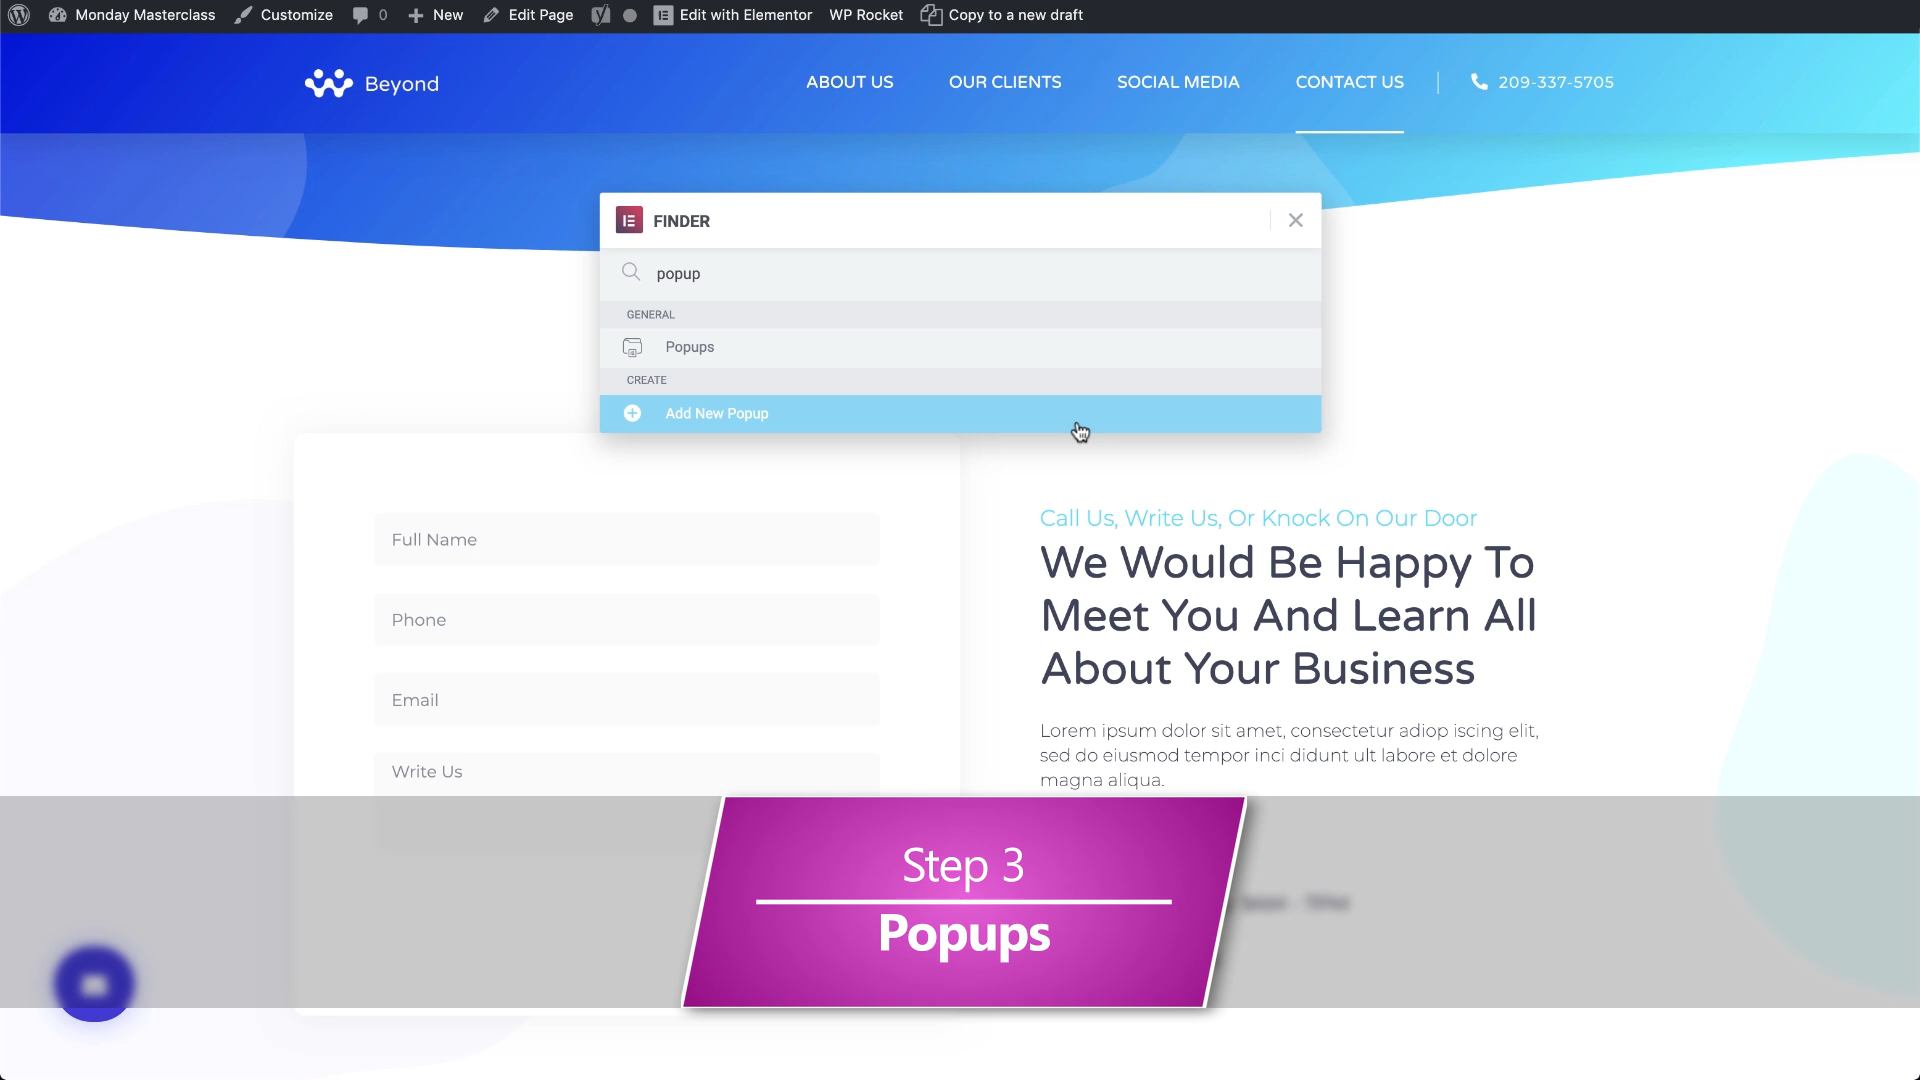 Monday Masterclass Customize 0 New Edit Page Edit with Elementor WP Rocket Copy to a new draft
Beyond ABOUT US OUR CLIENTS SOCIAL MEDIA CONTACT US 209-337-5705
FINDER
popup
GENERAL
Popups
CREATE
Add New Popup
Full Name
Phone
Email
Write Us
Call Us, Write Us, Or Knock On Our Door
We Would Be Happy To
Meet You And Learn All
About Your Business
Lorem ipsum dolor sit amet, consectetur adiop iscing elit,
sed do eiusmod tempor inci didunt ult labore et dolore
magna aliqua.
Step 3
Popups